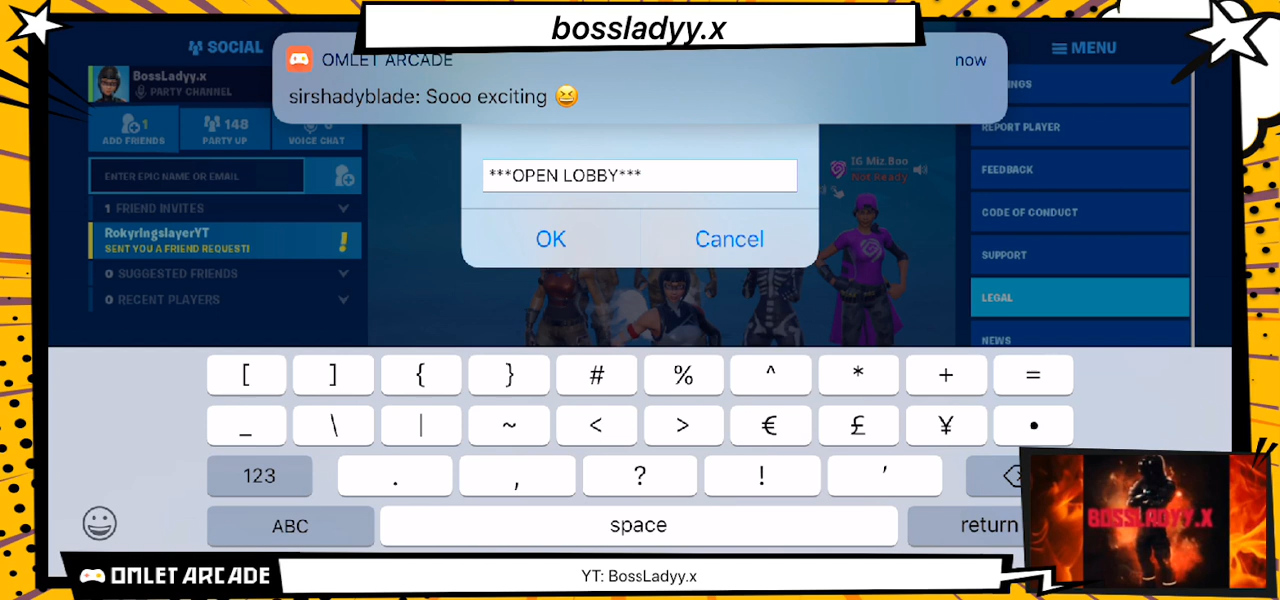 bossladyy.x
SOCIAL
MENU
OMLET ARCADE
now
sirshadyblade: Sooo exciting 😆
BossLadyy.x
PARTY CHANNEL
1
ADD FRIENDS
148
PARTY UP
VOICE CHAT
ENTER EPIC NAME OR EMAIL
1 FRIEND INVITES
RokyringslayerYT
SENT YOU A FRIEND REQUEST!
!
0 SUGGESTED FRIENDS
0 RECENT PLAYERS
***OPEN LOBBY***
OK
Cancel
IG Miz.Boo
Not Ready
REPORT PLAYER
FEEDBACK
CODE OF CONDUCT
SUPPORT
LEGAL
NEWS
[ ] { } # % ^ * + =
_ \ | ~ < > € £ ¥ •
123 . , ? ! ’
ABC space return
BOSSLADYY.X
OMLET ARCADE
YT: BossLadyy.x